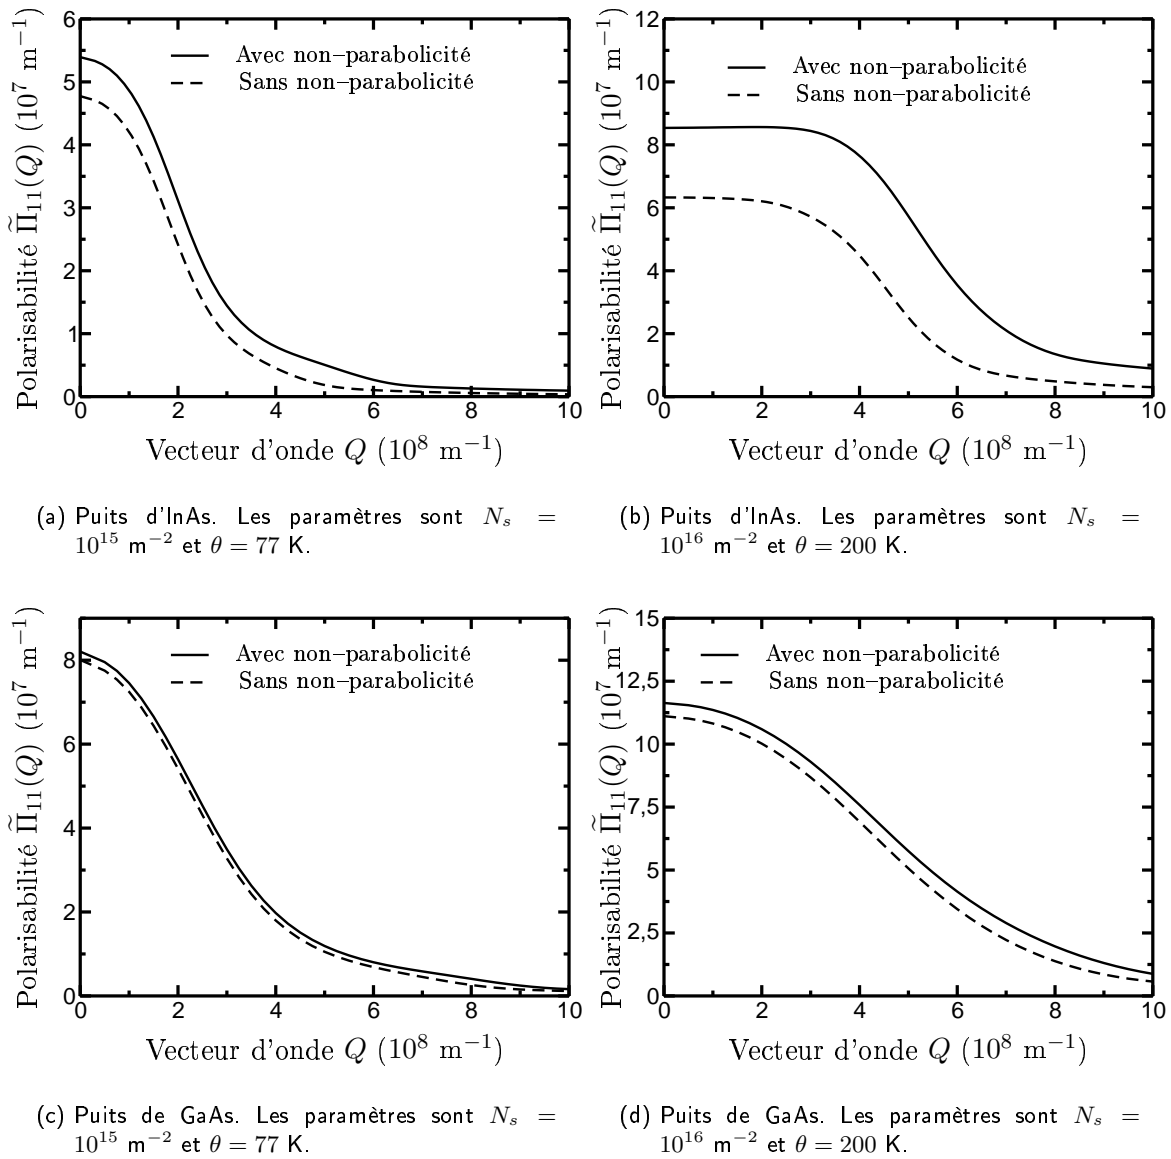 Polarisabilité Π̃₁₁(Q) (10⁷ m⁻¹)
6
5
4
3
2
1
0
Avec non–parabolicité
Sans non–parabolicité
0 2 4 6 8 10
Vecteur d'onde Q (10⁸ m⁻¹)
(a) Puits d'InAs. Les paramètres sont Nₛ =
10¹⁵ m⁻² et θ = 77 K.
Polarisabilité Π̃₁₁(Q) (10⁷ m⁻¹)
12
10
8
6
4
2
0
Avec non–parabolicité
Sans non–parabolicité
0 2 4 6 8 10
Vecteur d'onde Q (10⁸ m⁻¹)
(b) Puits d'InAs. Les paramètres sont Nₛ =
10¹⁶ m⁻² et θ = 200 K.
Polarisabilité Π̃₁₁(Q) (10⁷ m⁻¹)
8
6
4
2
0
Avec non–parabolicité
Sans non–parabolicité
0 2 4 6 8 10
Vecteur d'onde Q (10⁸ m⁻¹)
(c) Puits de GaAs. Les paramètres sont Nₛ =
10¹⁵ m⁻² et θ = 77 K.
Polarisabilité Π̃₁₁(Q) (10⁷ m⁻¹)
15
12,5
10
7,5
5
2,5
0
Avec non–parabolicité
Sans non–parabolicité
0 2 4 6 8 10
Vecteur d'onde Q (10⁸ m⁻¹)
(d) Puits de GaAs. Les paramètres sont Nₛ =
10¹⁶ m⁻² et θ = 200 K.